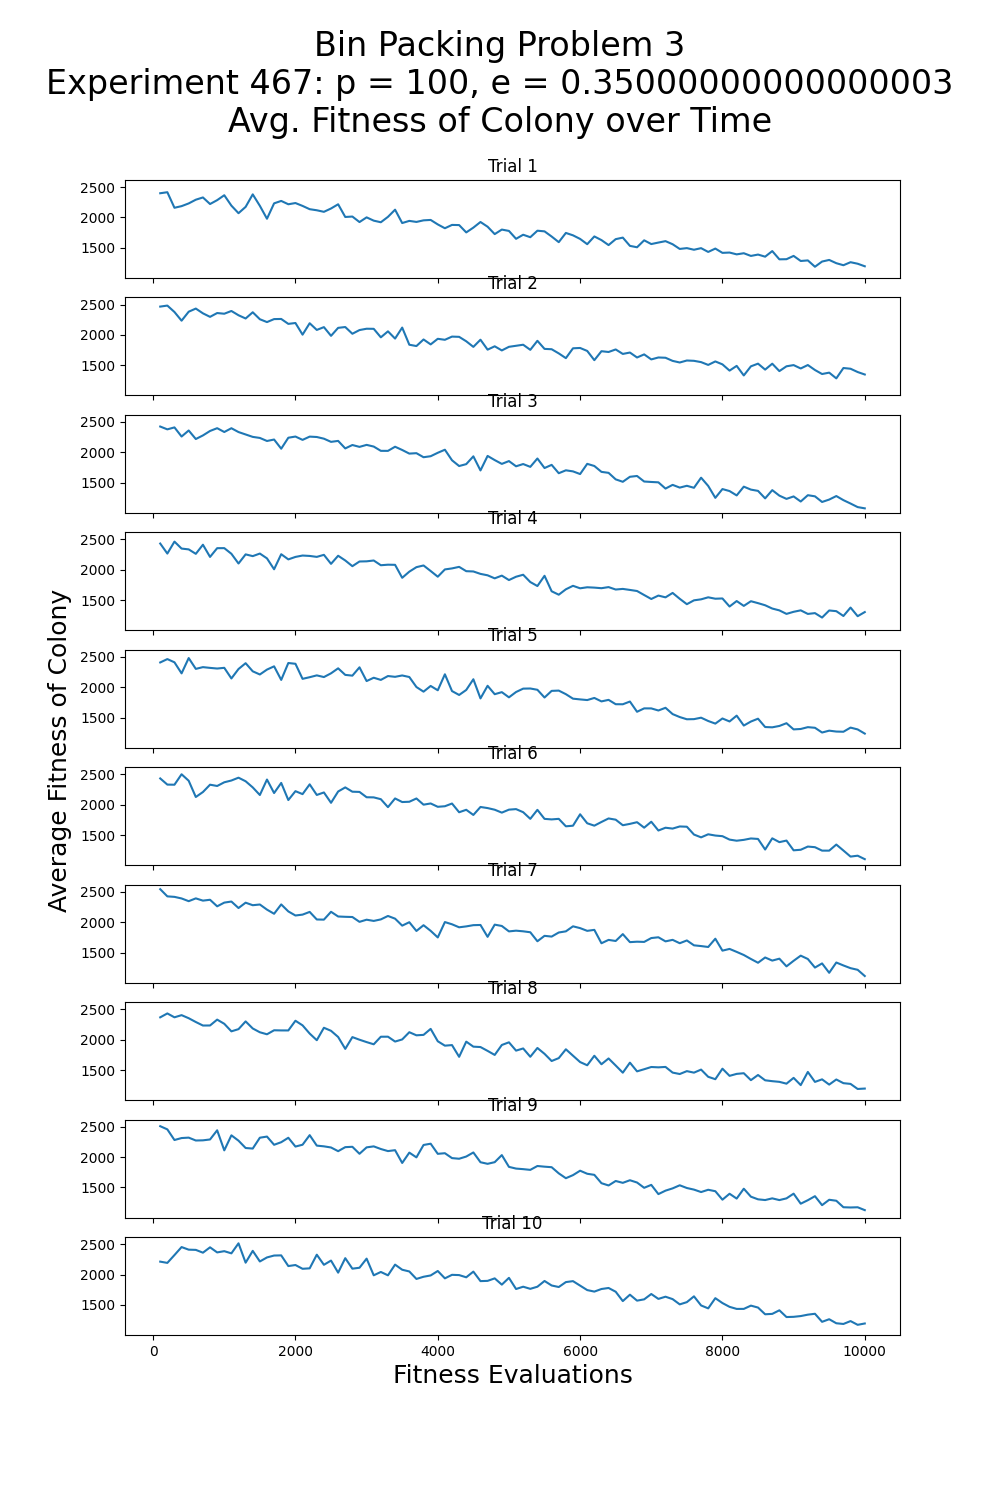 Bin Packing Problem 3
Experiment 467: p = 100, e = 0.35000000000000003
Avg. Fitness of Colony over Time
Trial 1
2500
2000
1500
Trial 2
2500
2000
1500
Trial 3
2500
2000
1500
Trial 4
2500
2000
1500
Trial 5
2500
2000
1500
Trial 6
2500
2000
1500
Trial 7
2500
2000
1500
Trial 8
2500
2000
1500
Trial 9
2500
2000
1500
Trial 10
2500
2000
1500
0 2000 4000 6000 8000 10000
Fitness Evaluations
Average Fitness of Colony